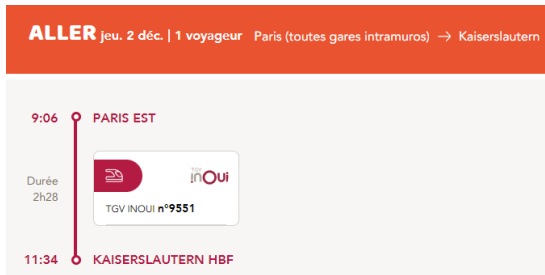 ALLER jeu. 2 déc. | 1 voyageur Paris (toutes gares intramuros) → Kaiserslautern
9:06 PARIS EST
Durée
2h28
TGV
inOui
TGV INOUI n°9551
11:34 KAISERSLAUTERN HBF